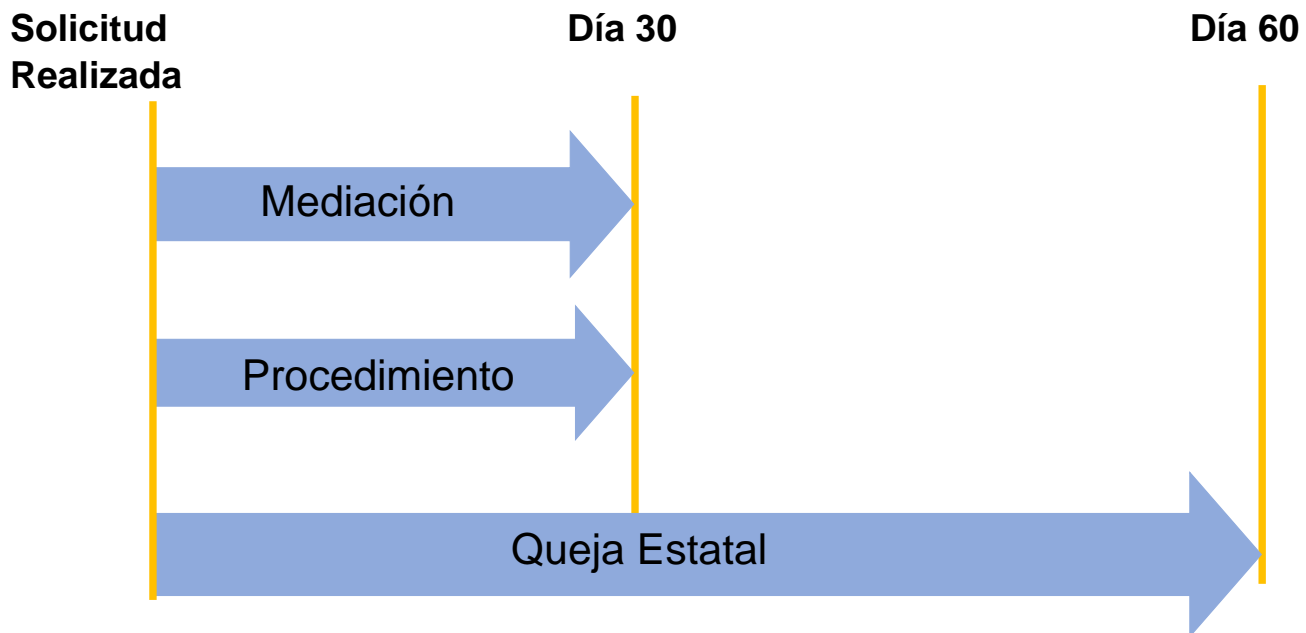 Solicitud
Realizada
Día 30
Día 60
Mediación
Procedimiento
Queja Estatal